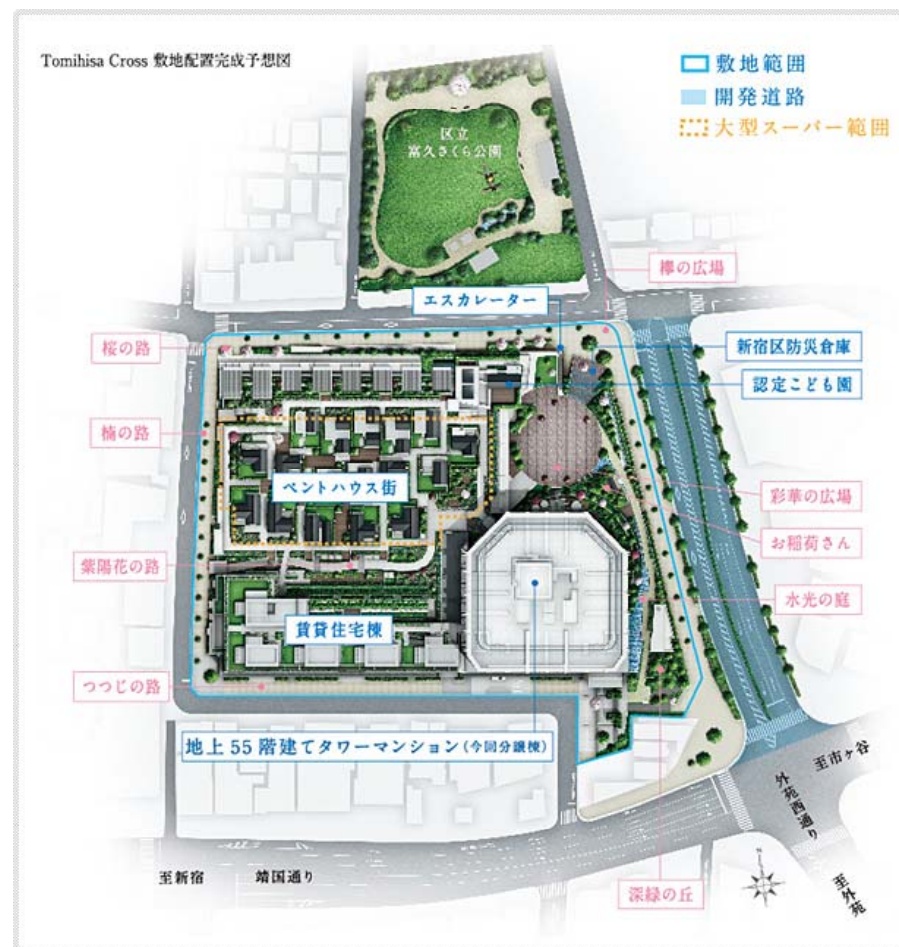 Tomihisa Cross 敷地配置完成予想図
敷地範囲
開発道路
大型スーパー範囲
区立
富久さくら公園
欅の広場
エスカレーター
新宿区防災倉庫
認定こども園
桜の路
楠の路
ペントハウス街
彩華の広場
お稲荷さん
紫陽花の路
水光の庭
賃貸住宅棟
つつじの路
地上55階建てタワーマンション(今回分譲棟)
至市ヶ谷
外苑西通り
至新宿
靖国通り
深緑の丘
N
至外苑